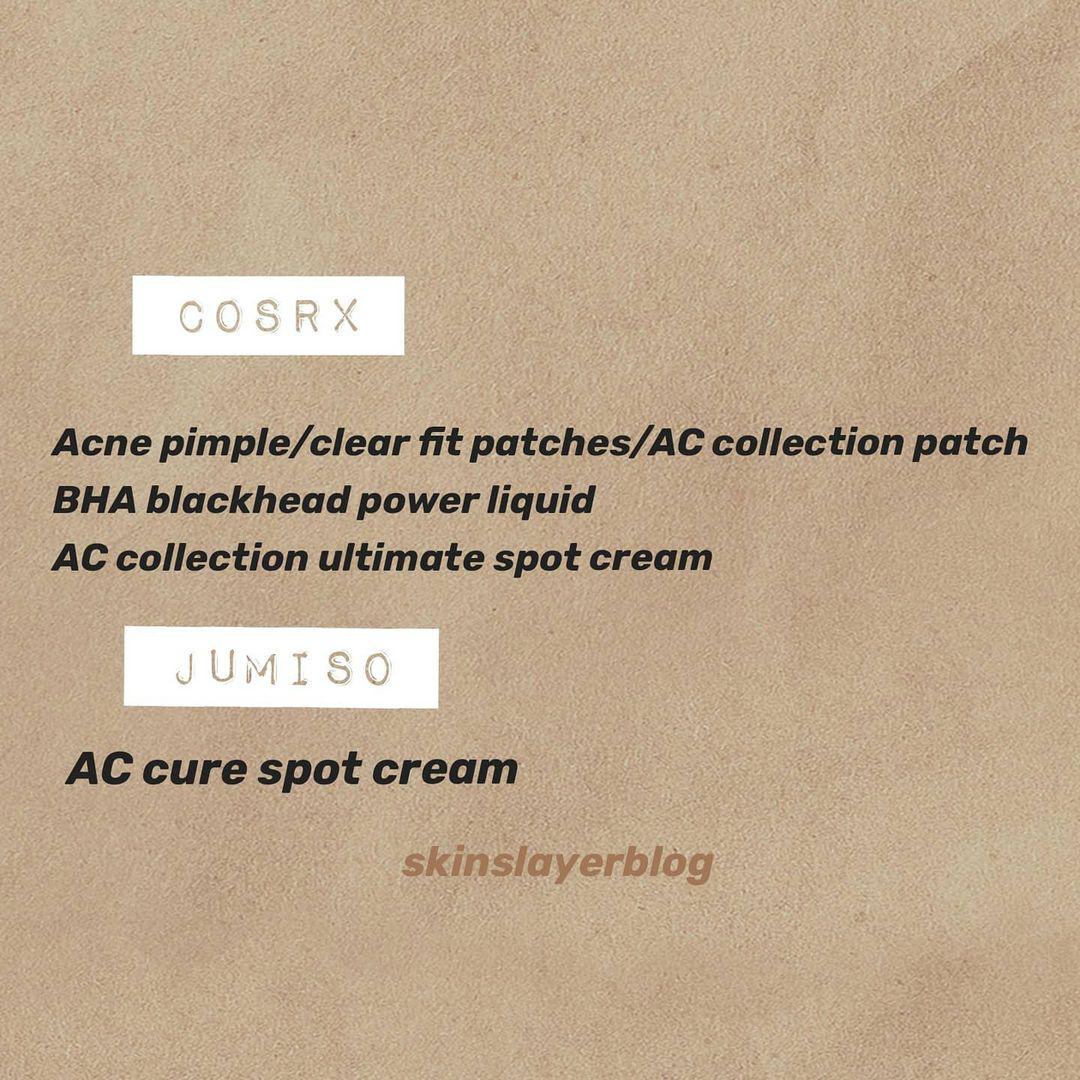 COSRX
Acne pimple/clear fit patches/AC collection patch
BHA blackhead power liquid
AC collection ultimate spot cream
JUMISO
AC cure spot cream
skinslayerblog